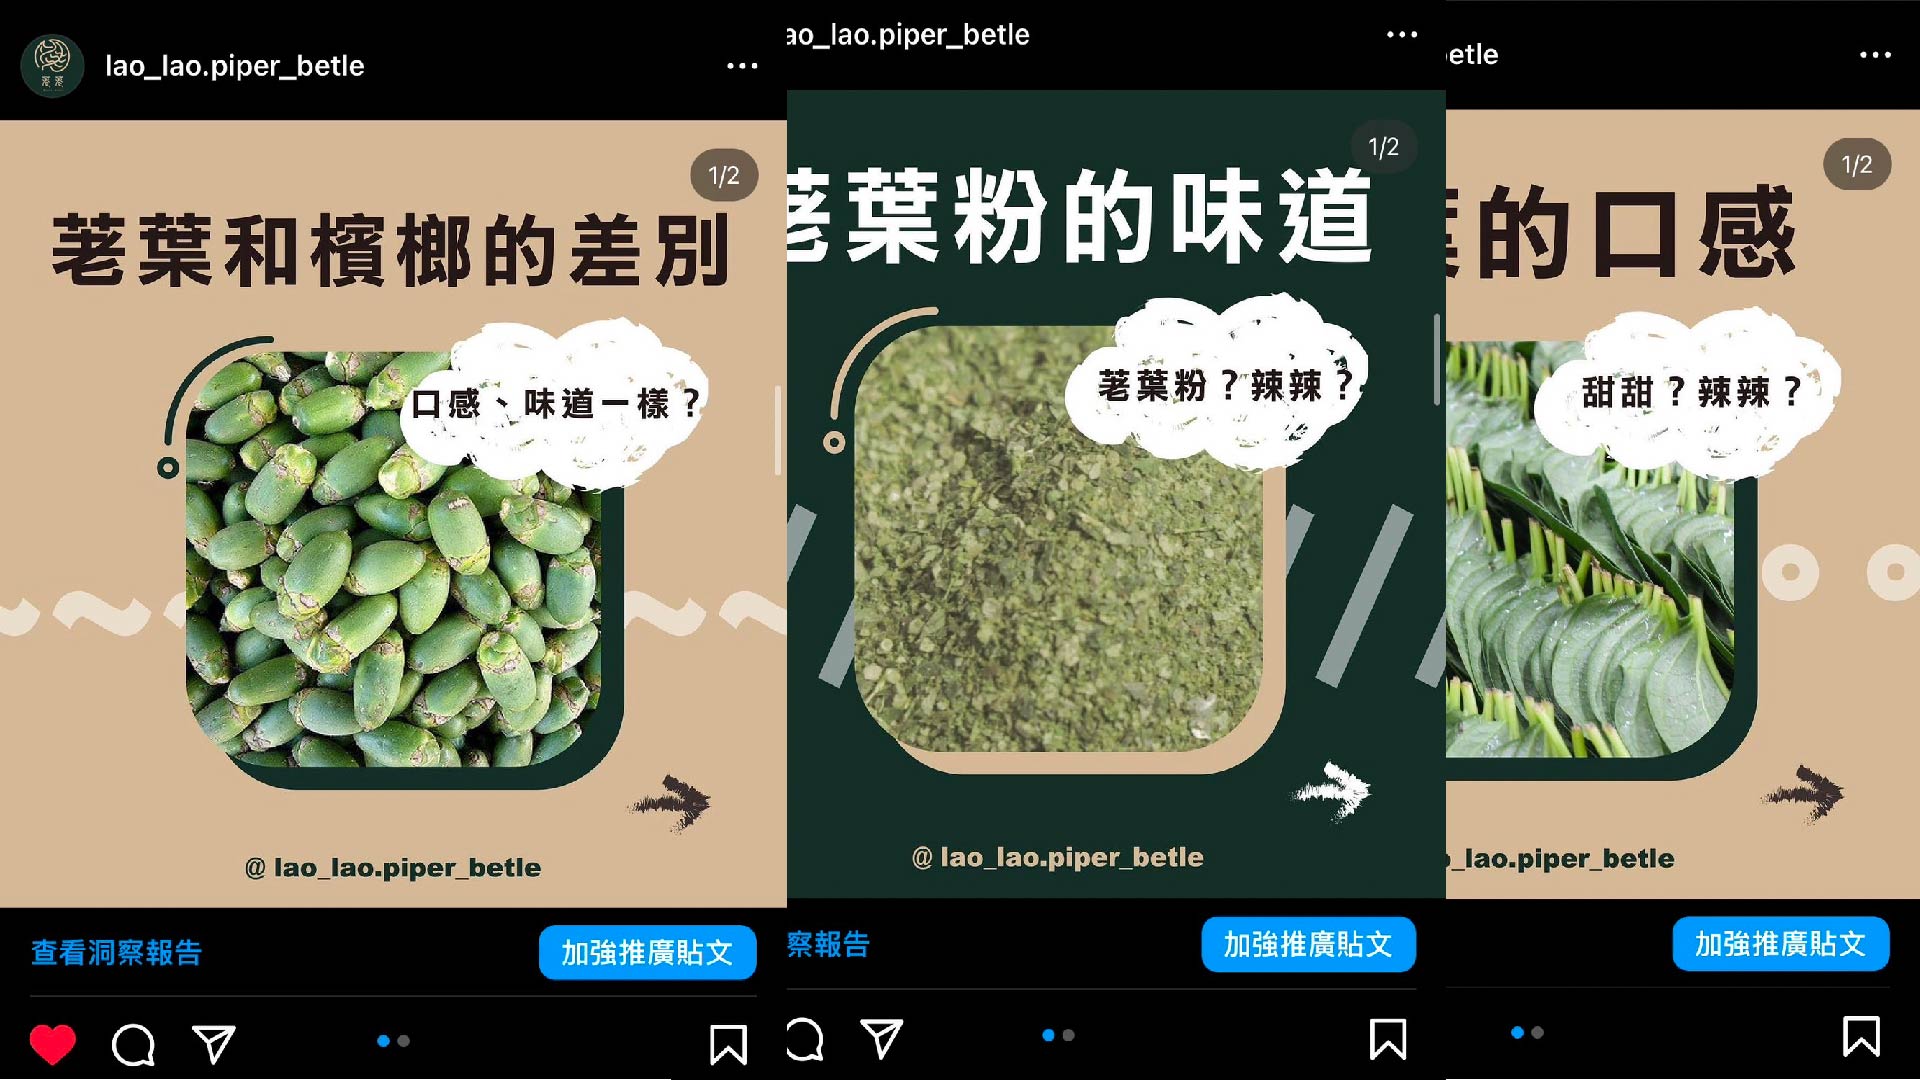 lao_lao.piper_betle
1/2
荖葉和檳榔的差別
口感、味道一樣？
@ lao_lao.piper_betle
查看洞察報告
加強推廣貼文
ao_lao.piper_betle
1/2
荖葉粉的味道
荖葉粉？辣辣？
@ lao_lao.piper_betle
察報告
加強推廣貼文
etle
1/2
葉的口感
甜甜？辣辣？
_lao.piper_betle
加強推廣貼文